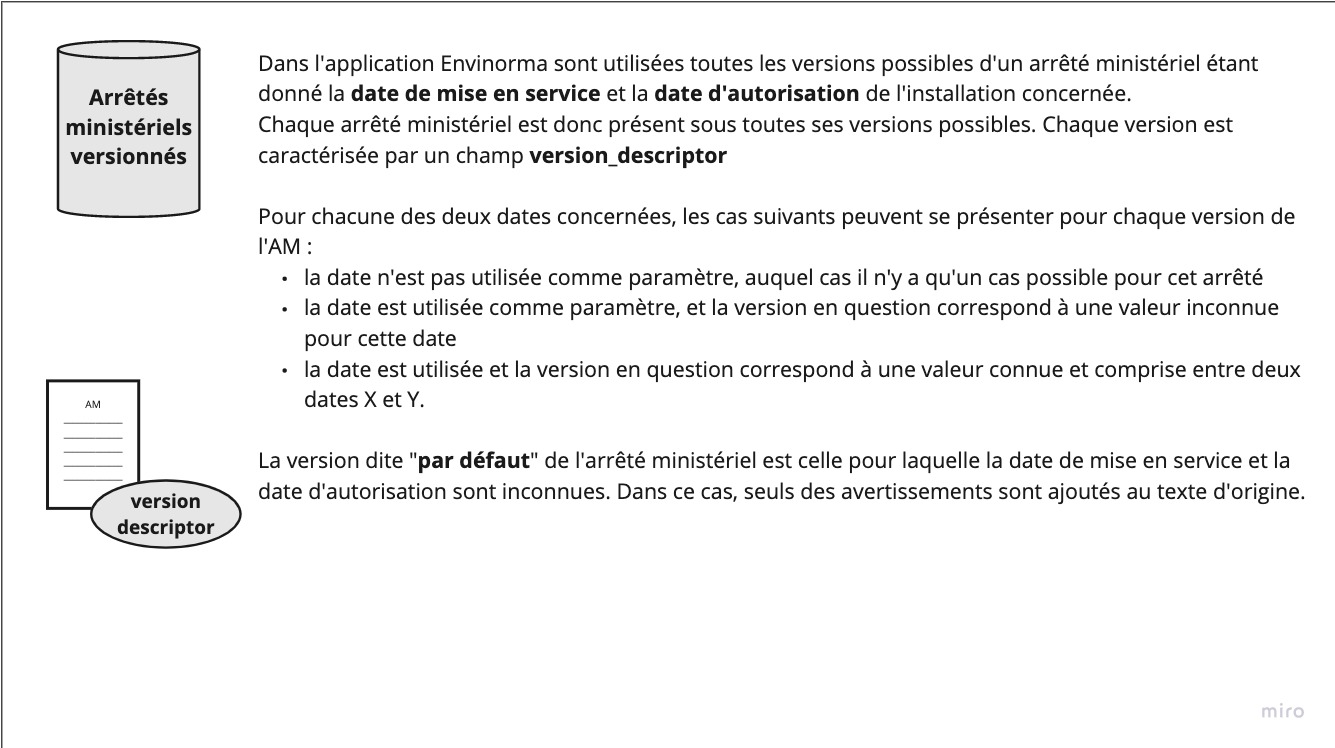 Arrêtés
ministériels
versionnés
Dans l'application Envinorma sont utilisées toutes les versions possibles d'un arrêté ministériel étant
donné la date de mise en service et la date d'autorisation de l'installation concernée.
Chaque arrêté ministériel est donc présent sous toutes ses versions possibles. Chaque version est
caractérisée par un champ version_descriptor
Pour chacune des deux dates concernées, les cas suivants peuvent se présenter pour chaque version de
l'AM :
• la date n'est pas utilisée comme paramètre, auquel cas il n'y a qu'un cas possible pour cet arrêté
• la date est utilisée comme paramètre, et la version en question correspond à une valeur inconnue
pour cette date
• la date est utilisée et la version en question correspond à une valeur connue et comprise entre deux
dates X et Y.
AM
version
descriptor
La version dite "par défaut" de l'arrêté ministériel est celle pour laquelle la date de mise en service et la
date d'autorisation sont inconnues. Dans ce cas, seuls des avertissements sont ajoutés au texte d'origine.
miro